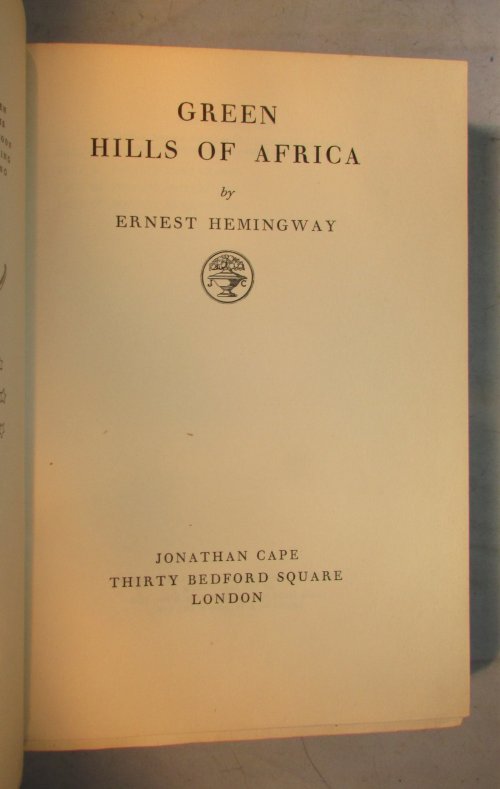 GREEN
HILLS OF AFRICA
by
ERNEST HEMINGWAY
J C
JONATHAN CAPE
THIRTY BEDFORD SQUARE
LONDON